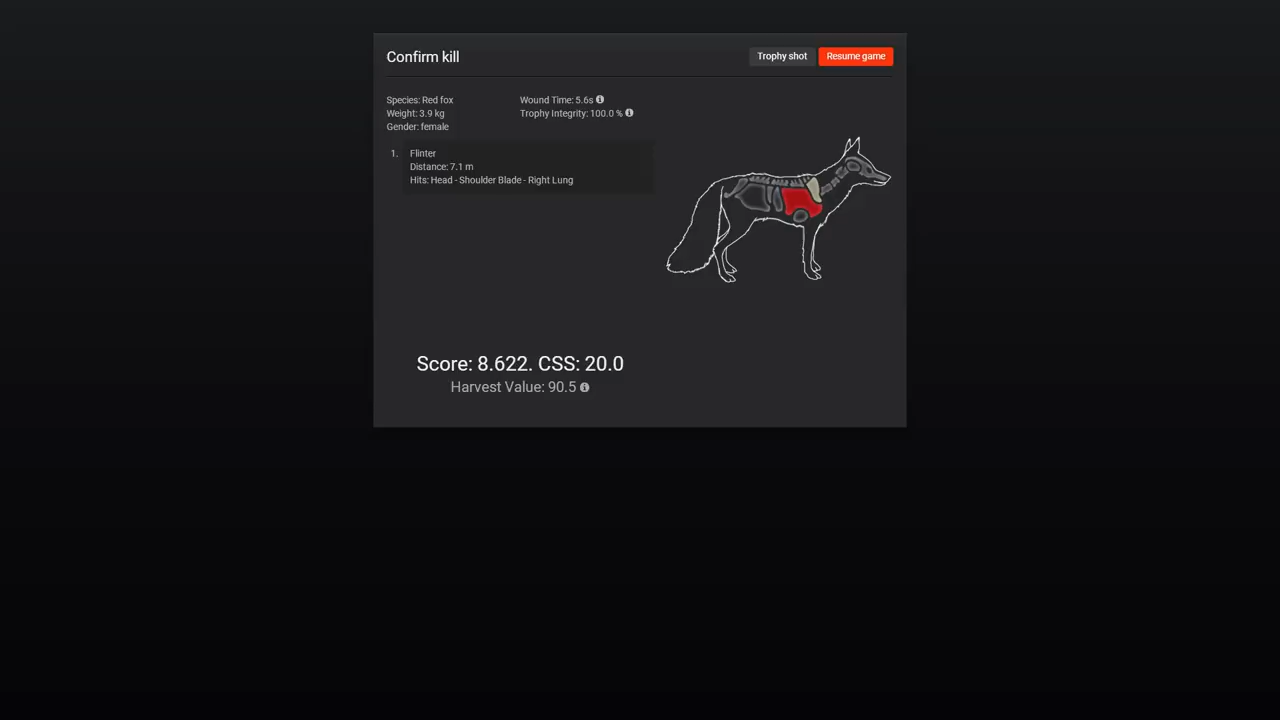 Confirm kill
Trophy shot
Resume game
Species: Red fox
Weight: 3.9 kg
Gender: female
Wound Time: 5.6s
Trophy Integrity: 100.0 %
1.
Flinter
Distance: 7.1 m
Hits: Head - Shoulder Blade - Right Lung
Score: 8.622. CSS: 20.0
Harvest Value: 90.5